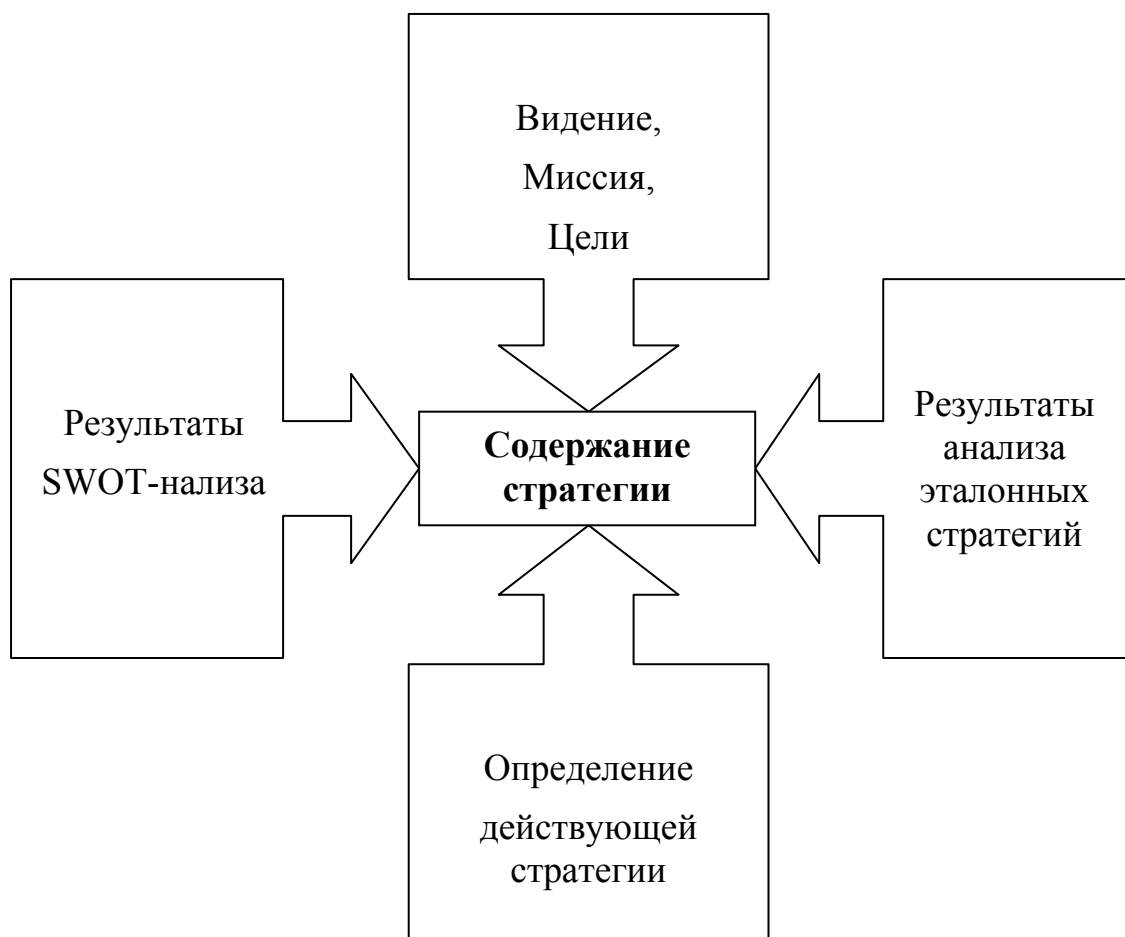 Видение,
Миссия,
Цели
Результаты
SWOT-нализа
Содержание
стратегии
Результаты
анализа
эталонных
стратегий
Определение
действующей
стратегии